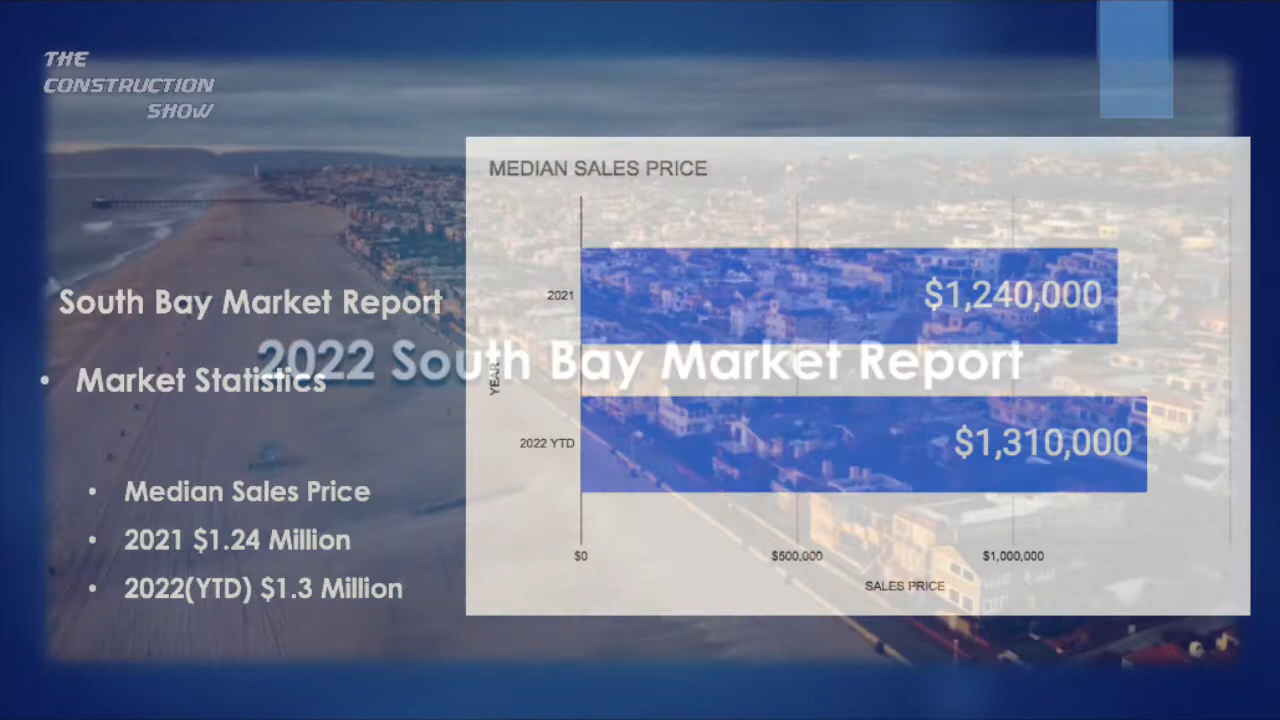 THE
CONSTRUCTION
SHOW
South Bay Market Report
2022 South Bay Market Report
• Market Statistics
• Median Sales Price
• 2021 $1.24 Million
• 2022(YTD) $1.3 Million
MEDIAN SALES PRICE
YEAR
2021
$1,240,000
2022 YTD
$1,310,000
$0
$500,000
$1,000,000
SALES PRICE